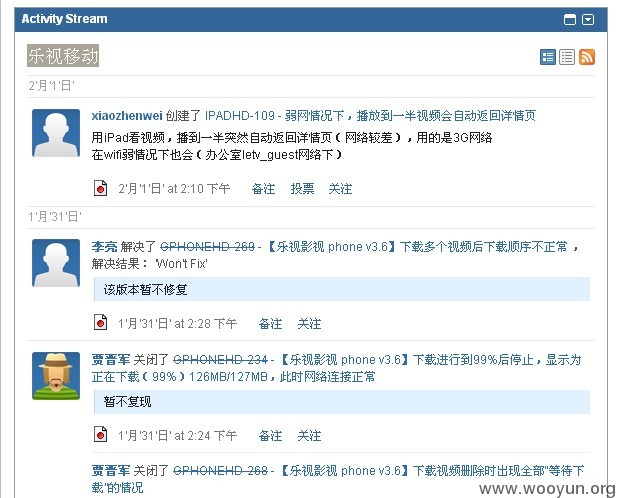 Activity Stream
乐视移动
2'月'1'日'
xiaozhenwei 创建了 IPADHD-109 - 弱网情况下，播放到一半视频会自动返回详情页
用iPad看视频，播到一半突然自动返回详情页（网络较差），用的是3G网络
在wifi弱情况下也会（办公室letv_guest网络下）
2'月'1'日' at 2:10 下午 备注 投票 关注
1'月'31'日'
李亮 解决了 GPHONEHD-269 - 【乐视影视 phone v3.6】下载多个视频后下载顺序不正常，
解决结果： 'Won't Fix'
该版本暂不修复
1'月'31'日' at 2:28 下午 备注 关注
贾晋军 关闭了 GPHONEHD-234 - 【乐视影视 phone v3.6】下载进行到99%后停止，显示为
正在下载（99%）126MB/127MB，此时网络连接正常
暂不复现
1'月'31'日' at 2:24 下午 备注 关注
贾晋军 关闭了 GPHONEHD-268 - 【乐视影视 phone v3.6】下载视频删除时出现全部"等待下
载"的情况
www.wooyun.org